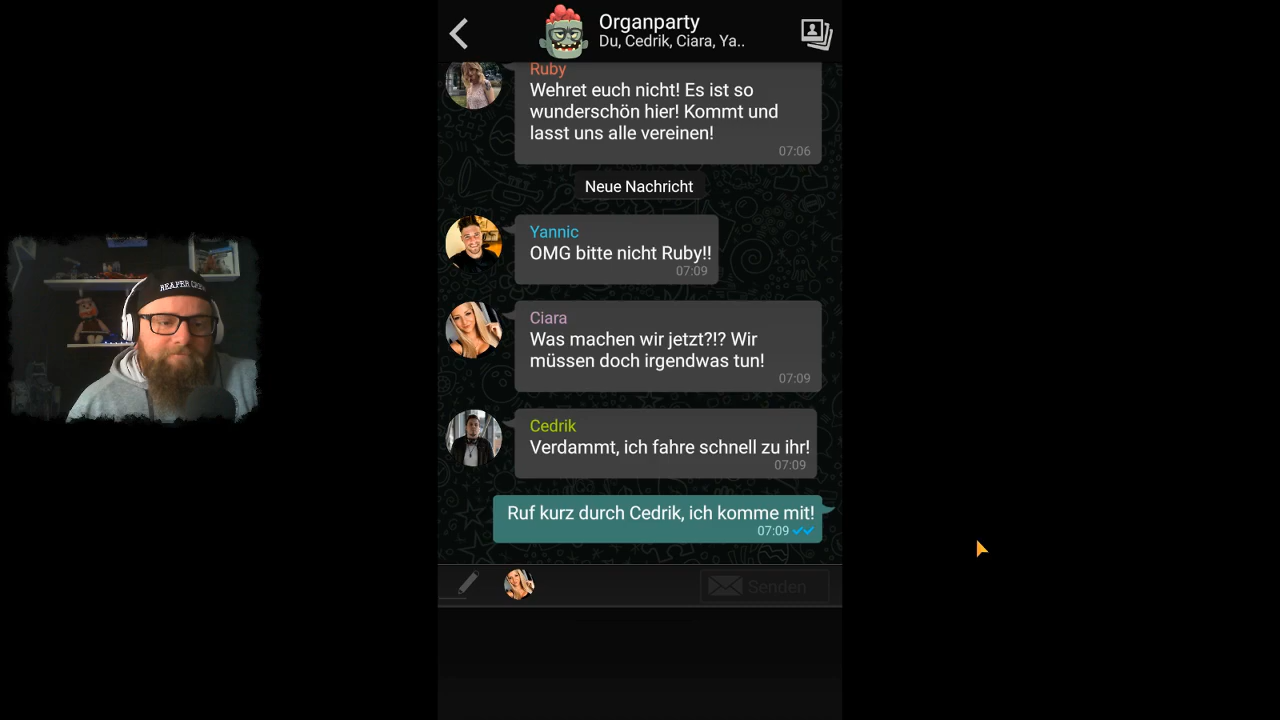 Organparty
Du, Cedrik, Ciara, Ya..
Ruby
Wehret euch nicht! Es ist so
wunderschön hier! Kommt und
lasst uns alle vereinen!
07:06
Neue Nachricht
Yannic
OMG bitte nicht Ruby!!
07:09
Ciara
Was machen wir jetzt?!? Wir
müssen doch irgendwas tun!
07:09
Cedrik
Verdammt, ich fahre schnell zu ihr!
07:09
REAPER CREW
Ruf kurz durch Cedrik, ich komme mit!
07:09
Senden